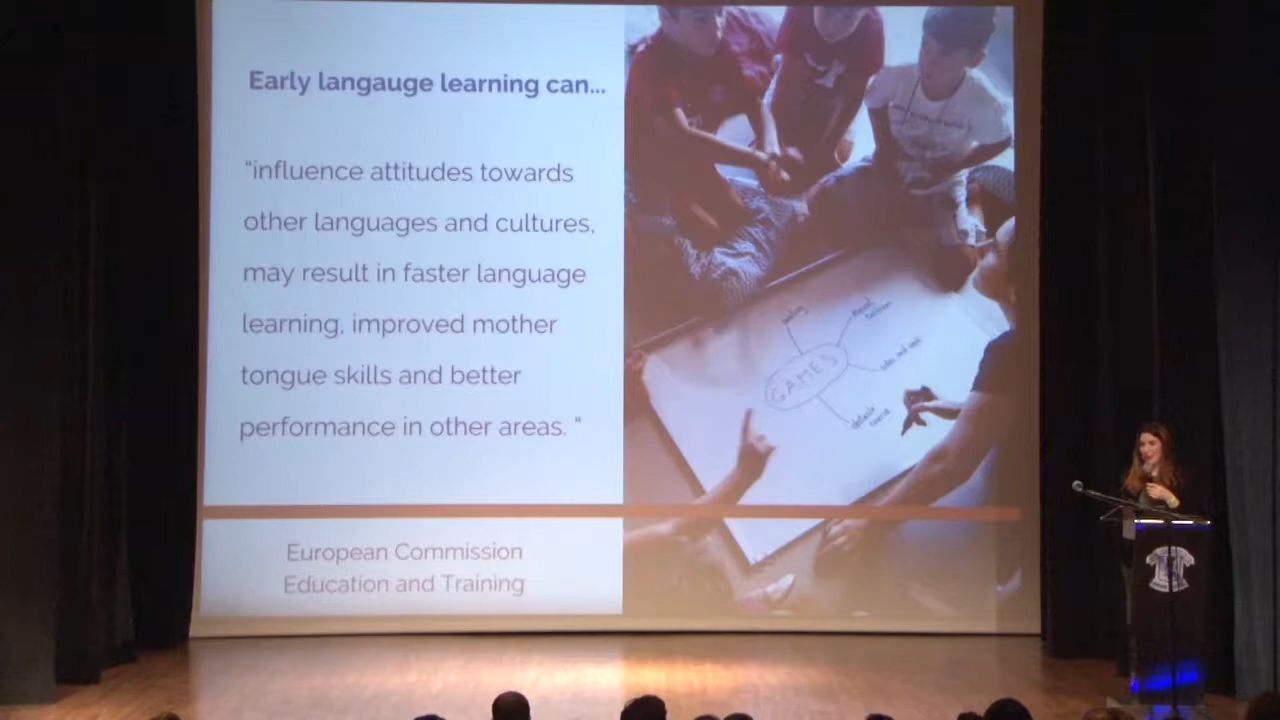 Early langauge learning can...
"influence attitudes towards
other languages and cultures,
may result in faster language
learning, improved mother
tongue skills and better
performance in other areas. "
European Commission
Education and Training
GAMES